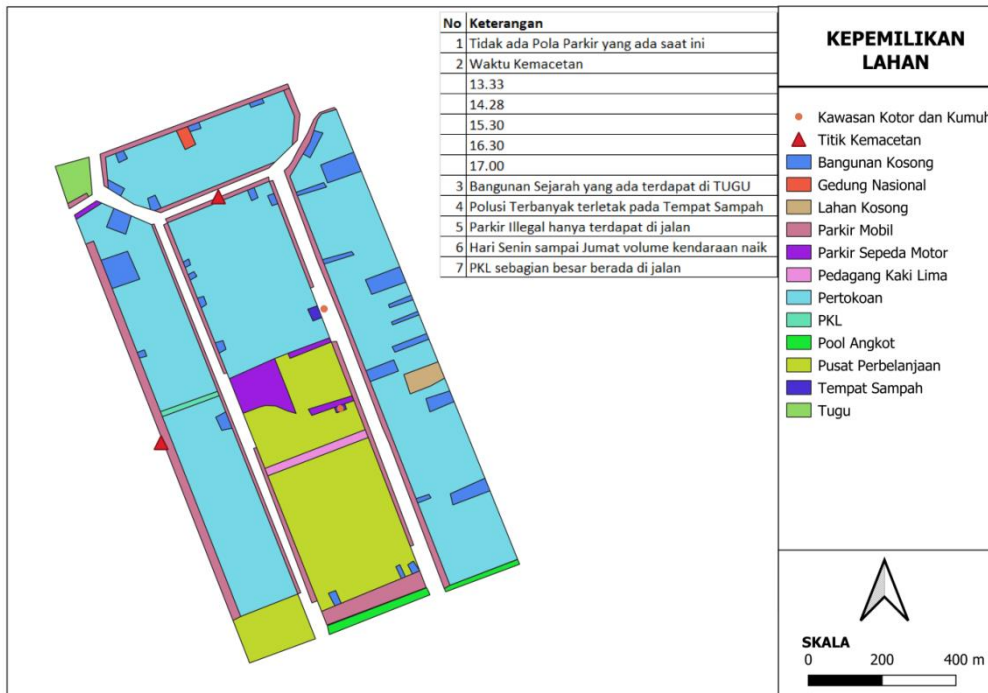 No Keterangan
1 Tidak ada Pola Parkir yang ada saat ini
2 Waktu Kemacetan
13.33
14.28
15.30
16.30
17.00
3 Bangunan Sejarah yang ada terdapat di TUGU
4 Polusi Terbanyak terletak pada Tempat Sampah
5 Parkir Illegal hanya terdapat di jalan
6 Hari Senin sampai Jumat volume kendaraan naik
7 PKL sebagian besar berada di jalan
KEPEMILIKAN
LAHAN
Kawasan Kotor dan Kumuh
Titik Kemacetan
Bangunan Kosong
Gedung Nasional
Lahan Kosong
Parkir Mobil
Parkir Sepeda Motor
Pedagang Kaki Lima
Pertokoan
PKL
Pool Angkot
Pusat Perbelanjaan
Tempat Sampah
Tugu
SKALA
0 200 400 m